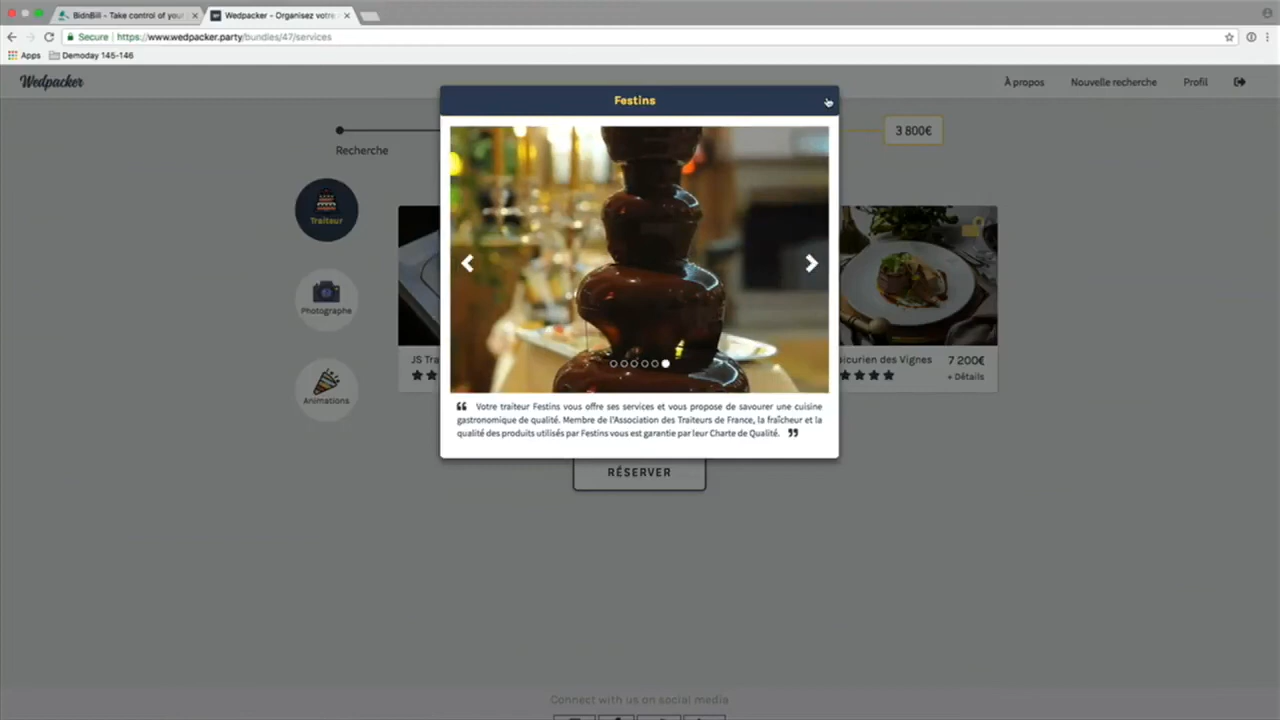 BidnBill - Take control of your
Wedpacker - Organisez votre
Secure https://www.wedpacker.party/bundles/47/services
Apps Demoday 145-146
Wedpacker
À propos Nouvelle recherche Profil
Festins
3 800€
Recherche
Traiteur
Photographe
JS Tra
icurien des Vignes 7 200€
+ Détails
Animations
Votre traiteur Festins vous offre ses services et vous propose de savourer une cuisine
gastronomique de qualité. Membre de l'Association des Traiteurs de France, la fraîcheur et la
qualité des produits utilisés par Festins vous est garantie par leur Charte de Qualité.
RÉSERVER
Connect with us on social media